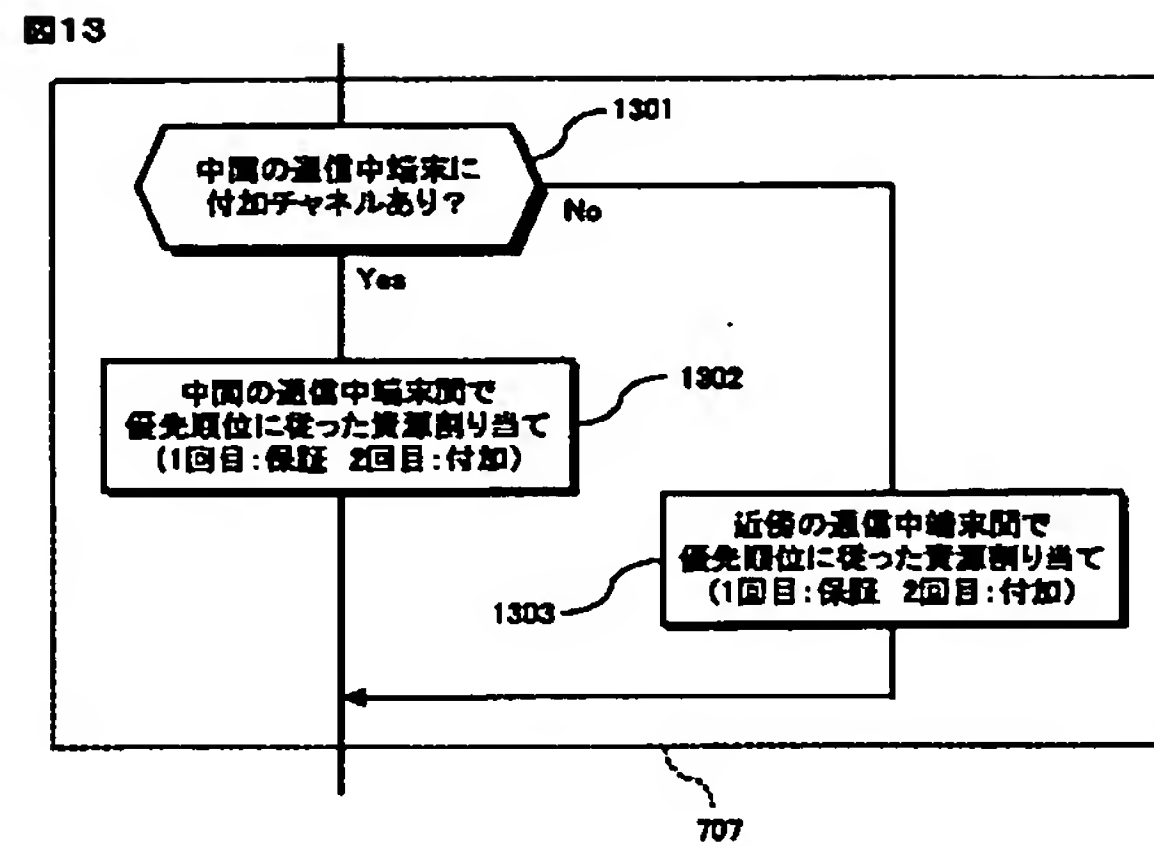 図13
1301
中間の通信中端末に
付加チャネルあり?
No
Yes
1302
中間の通信中端末間で
優先順位に従った資源割り当て
(1回目:保証 2回目:付加)
近傍の通信中端末間で
優先順位に従った資源割り当て
(1回目:保証 2回目:付加)
1303
707